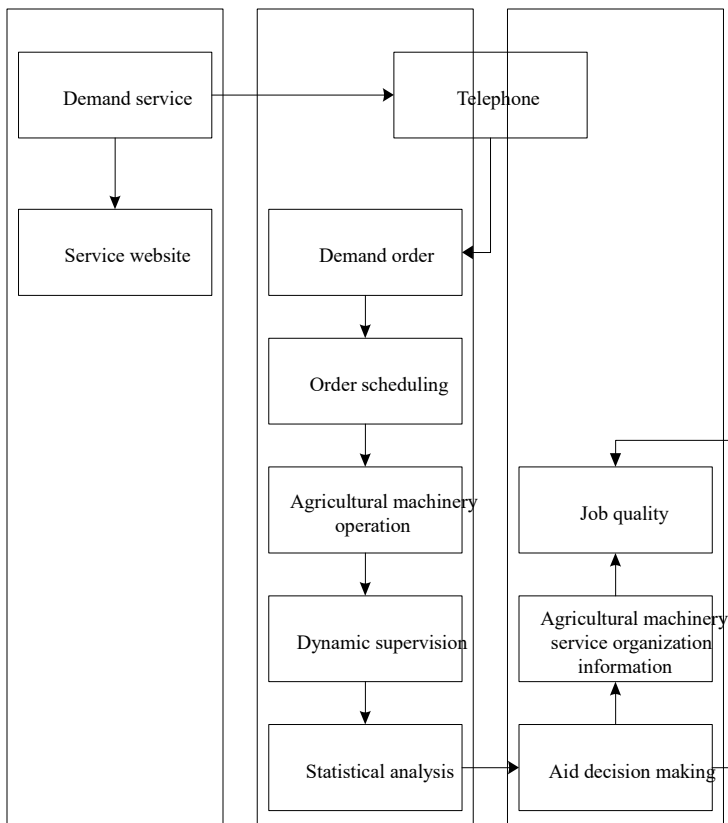 Demand service
Telephone
Service website
Demand order
Order scheduling
Agricultural machinery
operation
Job quality
Dynamic supervision
Agricultural machinery
service organization
information
Statistical analysis
Aid decision making